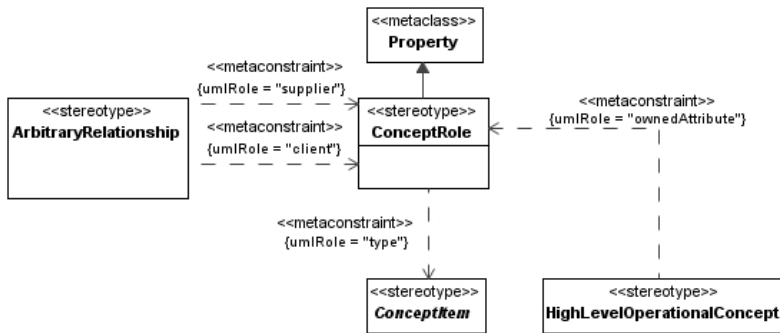 <<metaclass>>
Property
<<metaconstraint>>
{umlRole = "supplier"}
<<stereotype>>
ArbitraryRelationship
<<metaconstraint>>
{umlRole = "client"}
<<stereotype>>
ConceptRole
<<metaconstraint>>
{umlRole = "ownedAttribute"}
<<metaconstraint>>
{umlRole = "type"}
<<stereotype>>
ConceptItem
<<stereotype>>
HighLevelOperationalConcept